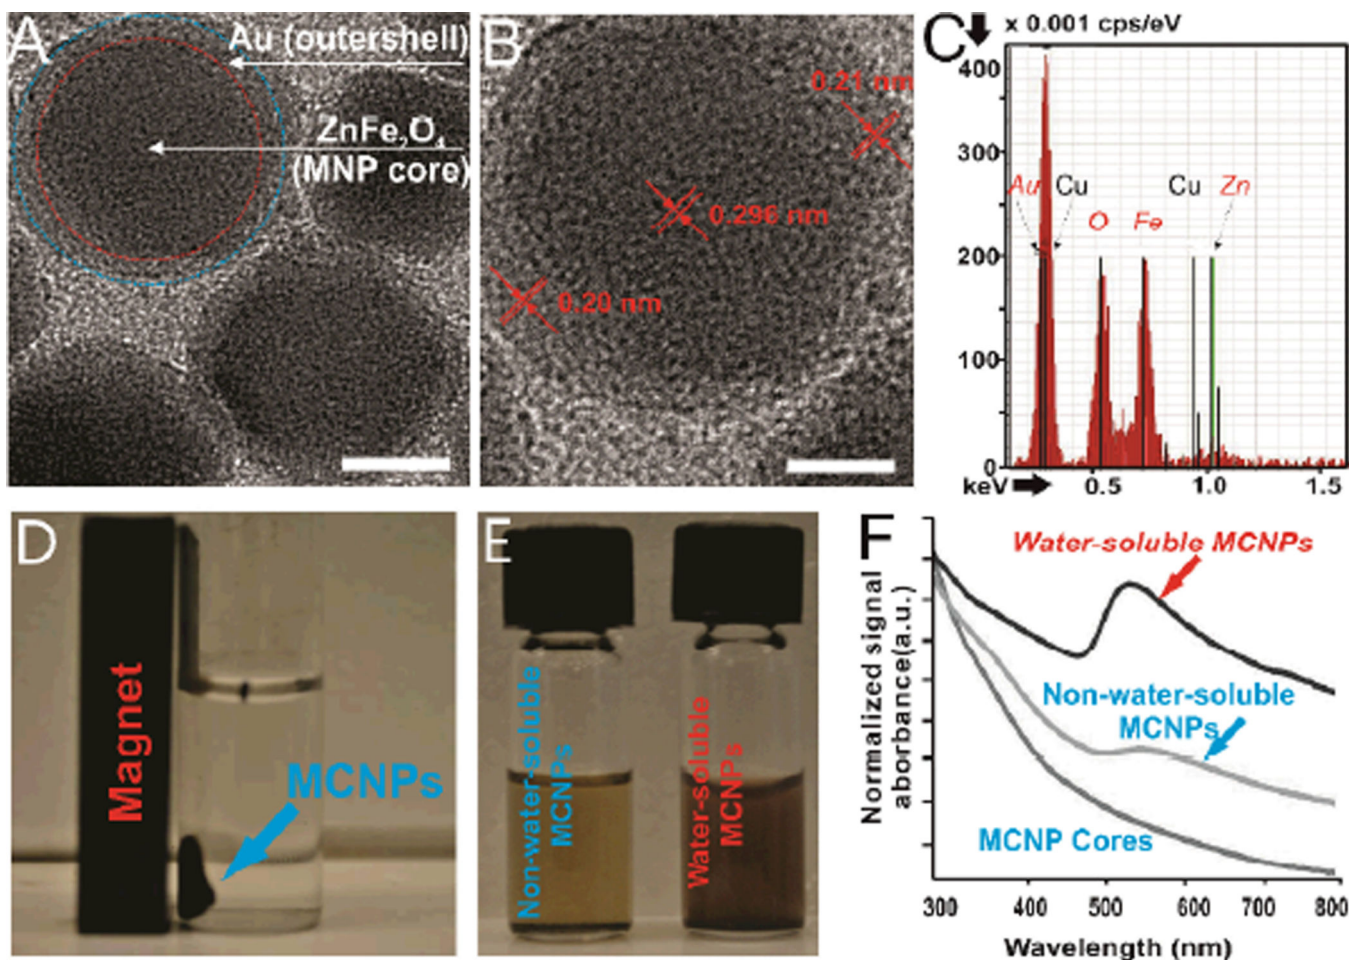 A
Au (outershell)
ZnFe₂O₄
(MNP core)
B
0.21 nm
0.296 nm
0.20 nm
C
x 0.001 cps/eV
400
300
Au Cu Cu Zn
O Fe
200
100
0
keV 0.5 1.0 1.5
D
Magnet
MCNPs
E
Non-water-soluble
MCNPs
Water-soluble
MCNPs
F
Normalized signal
aborbance(a.u.)
Water-soluble MCNPs
Non-water-soluble
MCNPs
MCNP Cores
300 400 500 600 700 800
Wavelength (nm)